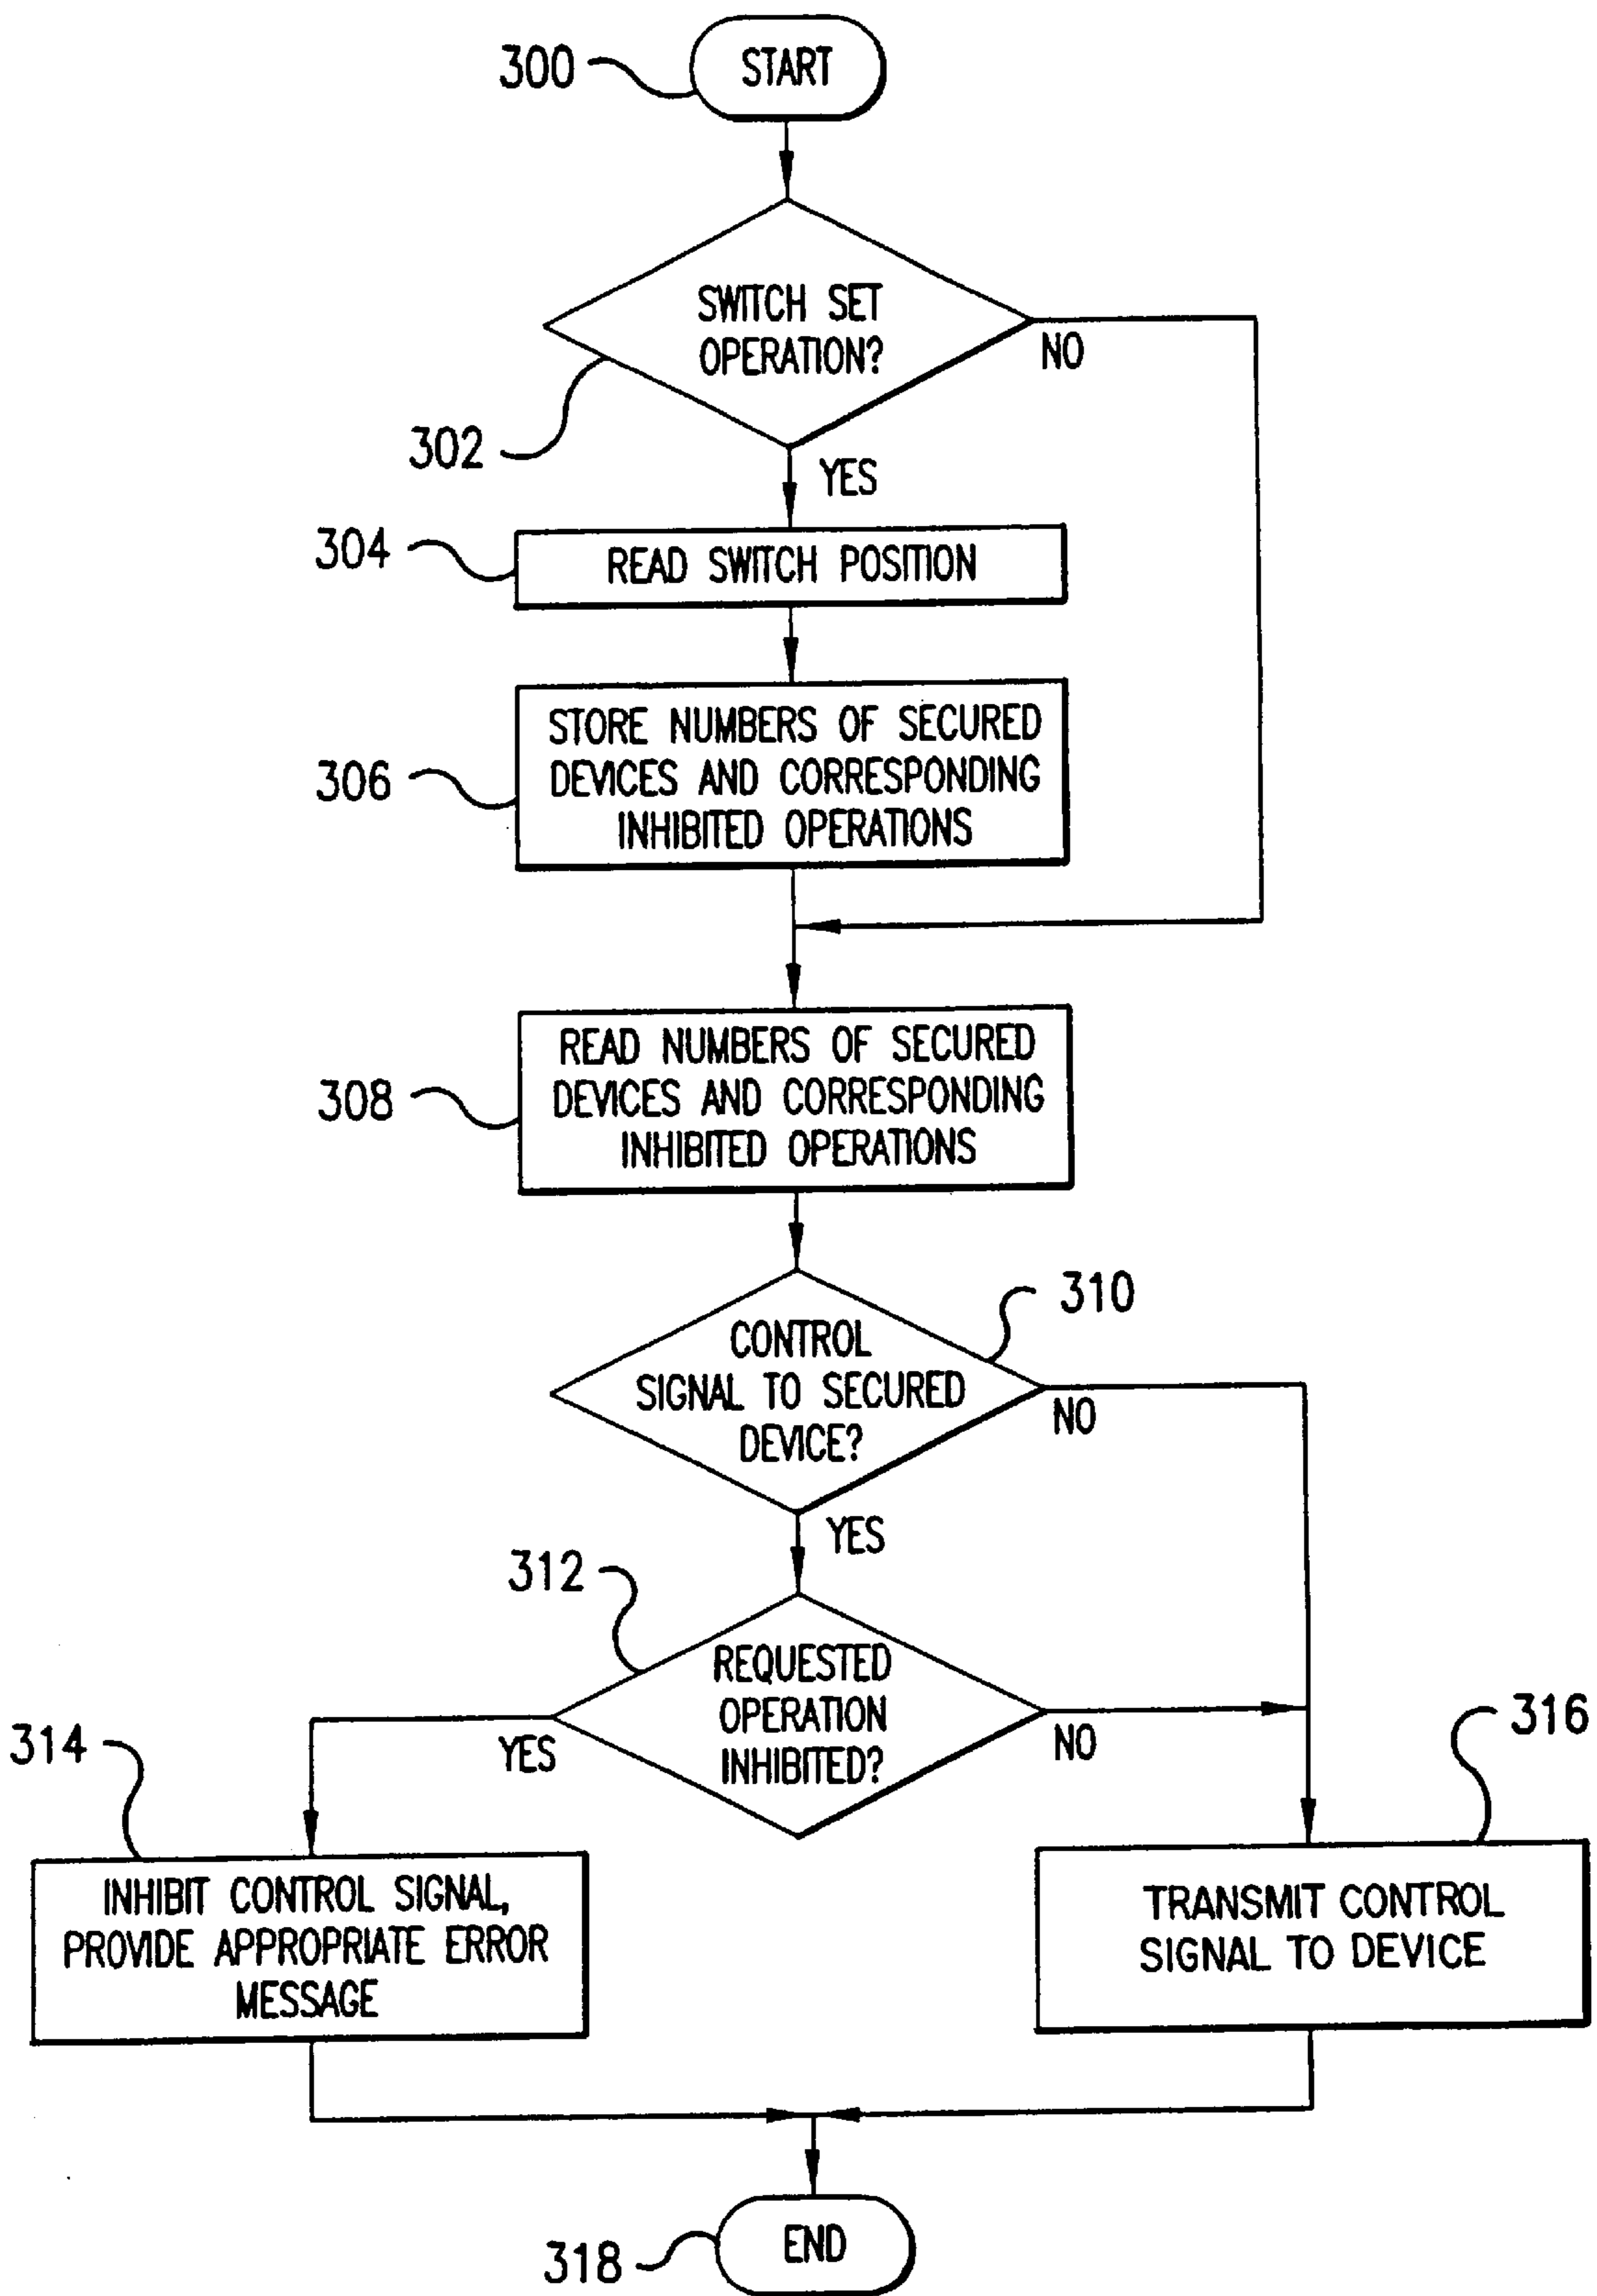 300
START
SWITCH SET
OPERATION?
NO
302
YES
304
READ SWITCH POSITION
306
STORE NUMBERS OF SECURED
DEVICES AND CORRESPONDING
INHIBITED OPERATIONS
308
READ NUMBERS OF SECURED
DEVICES AND CORRESPONDING
INHIBITED OPERATIONS
310
CONTROL
SIGNAL TO SECURED
DEVICE?
NO
YES
312
REQUESTED
OPERATION
INHIBITED?
YES
NO
314
INHIBIT CONTROL SIGNAL,
PROVIDE APPROPRIATE ERROR
MESSAGE
316
TRANSMIT CONTROL
SIGNAL TO DEVICE
318
END